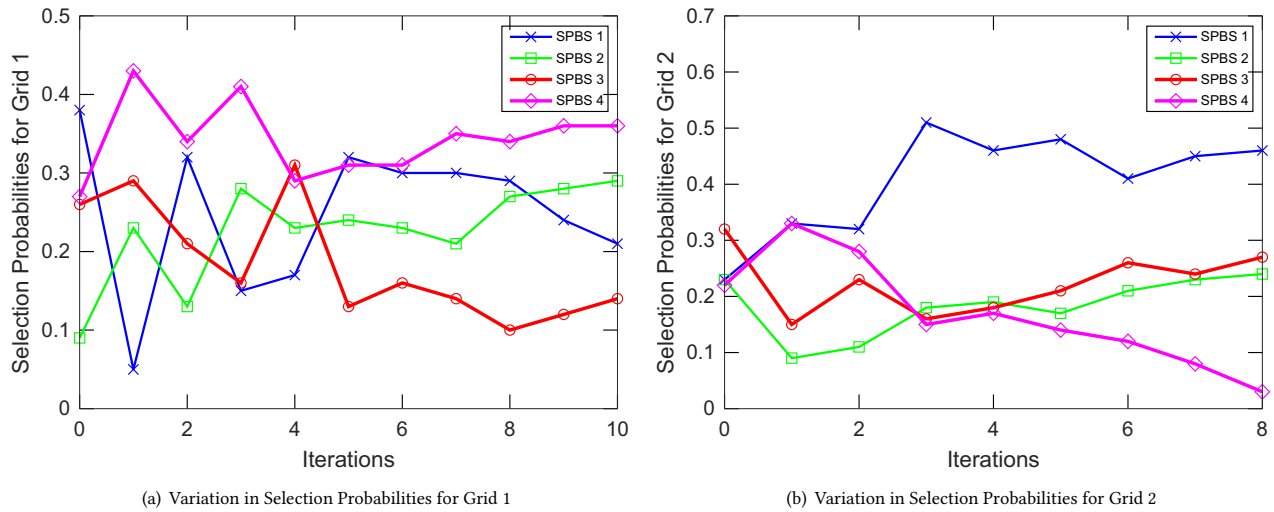 0.5
0.4
0.3
0.2
0.1
0
0
2
4
6
8
10
Selection Probabilities for Grid 1
Iterations
SPBS 1
SPBS 2
SPBS 3
SPBS 4
(a) Variation in Selection Probabilities for Grid 1
0.7
0.6
0.5
0.4
0.3
0.2
0.1
0
0
2
4
6
8
Selection Probabilities for Grid 2
Iterations
SPBS 1
SPBS 2
SPBS 3
SPBS 4
(b) Variation in Selection Probabilities for Grid 2